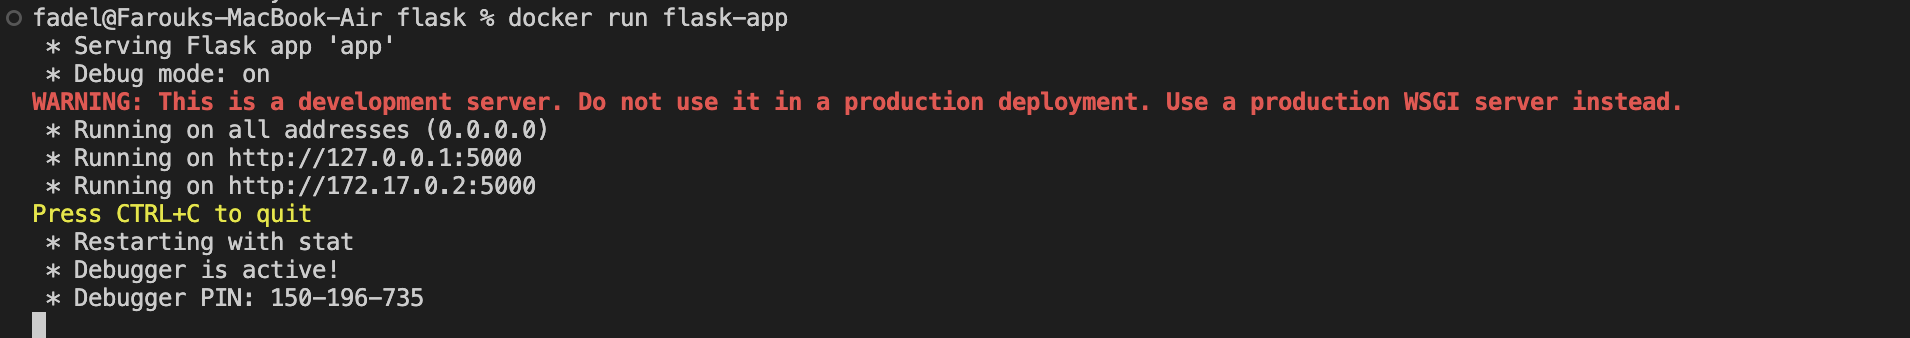 fadel@Farouks-MacBook-Air flask % docker run flask-app
* Serving Flask app 'app'
* Debug mode: on
WARNING: This is a development server. Do not use it in a production deployment. Use a production WSGI server instead.
* Running on all addresses (0.0.0.0)
* Running on http://127.0.0.1:5000
* Running on http://172.17.0.2:5000
Press CTRL+C to quit
* Restarting with stat
* Debugger is active!
* Debugger PIN: 150-196-735